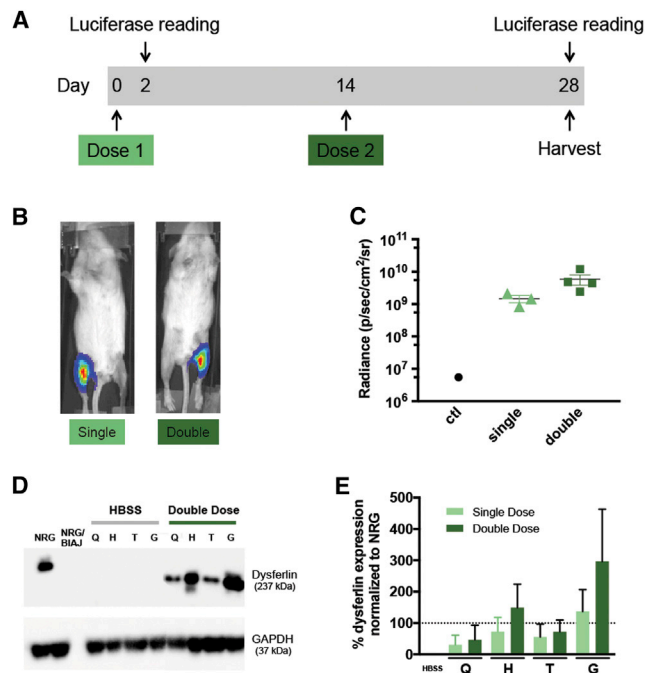 A
Luciferase reading Luciferase reading
Day 0 2 14 28
Dose 1 Dose 2 Harvest
B
Single Double
C
Radiance (p/sec/cm²/sr)
10¹¹
10¹⁰
10⁹
10⁸
10⁷
10⁶
ctl single double
D
HBSS Double Dose
NRG NRG/BlAJ Q H T G Q H T G
Dysferlin
(237 kDa)
GAPDH
(37 kDa)
E
% dysferlin expression
normalized to NRG
500
400
300
200
100
0
Single Dose
Double Dose
HBSS Q H T G